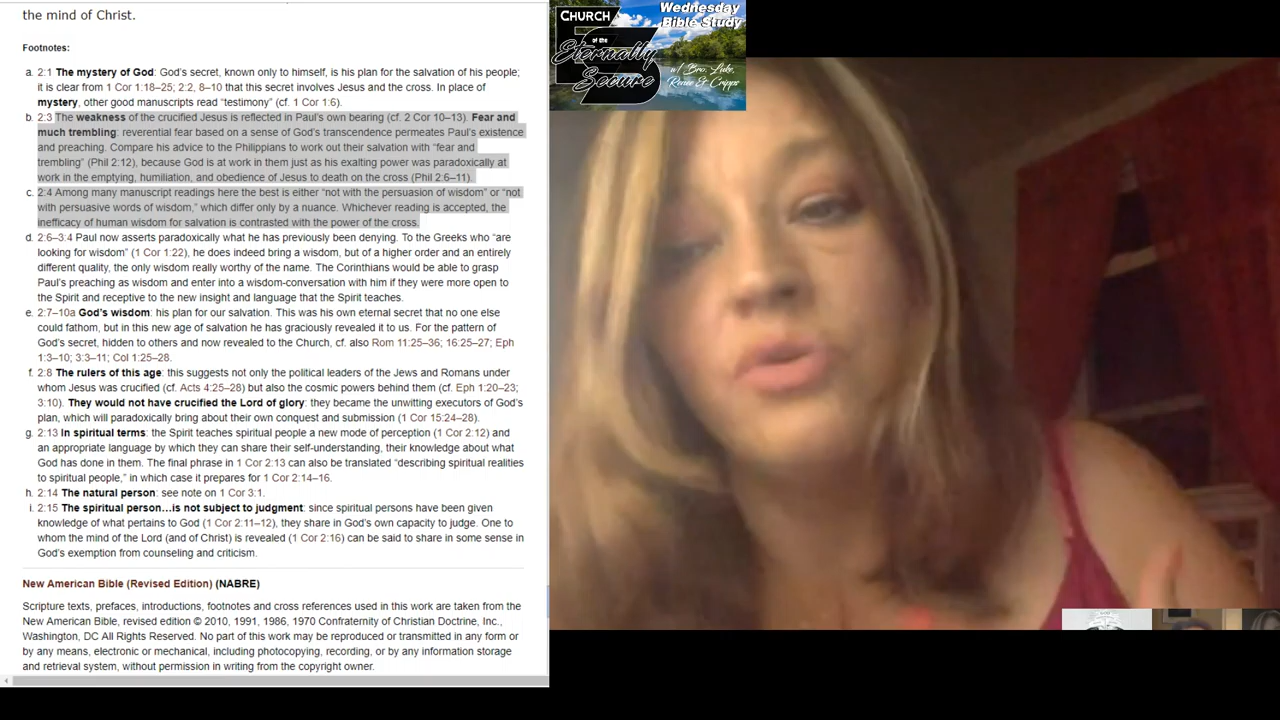 the mind of Christ.
Footnotes:
a. 2:1 The mystery of God: God's secret, known only to himself, is his plan for the salvation of his people;
it is clear from 1 Cor 1:18–25; 2:2, 8–10 that this secret involves Jesus and the cross. In place of
mystery, other good manuscripts read "testimony" (cf. 1 Cor 1:6).
b. 2:3 The weakness of the crucified Jesus is reflected in Paul's own bearing (cf. 2 Cor 10–13). Fear and
much trembling: reverential fear based on a sense of God's transcendence permeates Paul's existence
and preaching. Compare his advice to the Philippians to work out their salvation with "fear and
trembling" (Phil 2:12), because God is at work in them just as his exalting power was paradoxically at
work in the emptying, humiliation, and obedience of Jesus to death on the cross (Phil 2:6–11).
c. 2:4 Among many manuscript readings here the best is either "not with the persuasion of wisdom" or "not
with persuasive words of wisdom," which differ only by a nuance. Whichever reading is accepted, the
inefficacy of human wisdom for salvation is contrasted with the power of the cross.
d. 2:6–3:4 Paul now asserts paradoxically what he has previously been denying. To the Greeks who "are
looking for wisdom" (1 Cor 1:22), he does indeed bring a wisdom, but of a higher order and an entirely
different quality, the only wisdom really worthy of the name. The Corinthians would be able to grasp
Paul's preaching as wisdom and enter into a wisdom-conversation with him if they were more open to
the Spirit and receptive to the new insight and language that the Spirit teaches.
e. 2:7–10a God's wisdom: his plan for our salvation. This was his own eternal secret that no one else
could fathom, but in this new age of salvation he has graciously revealed it to us. For the pattern of
God's secret, hidden to others and now revealed to the Church, cf. also Rom 11:25–36; 16:25–27; Eph
1:3–10; 3:3–11; Col 1:25–28.
f. 2:8 The rulers of this age: this suggests not only the political leaders of the Jews and Romans under
whom Jesus was crucified (cf. Acts 4:25–28) but also the cosmic powers behind them (cf. Eph 1:20–23;
3:10). They would not have crucified the Lord of glory: they became the unwitting executors of God's
plan, which will paradoxically bring about their own conquest and submission (1 Cor 15:24–28).
g. 2:13 In spiritual terms: the Spirit teaches spiritual people a new mode of perception (1 Cor 2:12) and
an appropriate language by which they can share their self-understanding, their knowledge about what
God has done in them. The final phrase in 1 Cor 2:13 can also be translated "describing spiritual realities
to spiritual people," in which case it prepares for 1 Cor 2:14–16.
h. 2:14 The natural person: see note on 1 Cor 3:1.
i. 2:15 The spiritual person…is not subject to judgment: since spiritual persons have been given
knowledge of what pertains to God (1 Cor 2:11–12), they share in God's own capacity to judge. One to
whom the mind of the Lord (and of Christ) is revealed (1 Cor 2:16) can be said to share in some sense in
God's exemption from counseling and criticism.
New American Bible (Revised Edition) (NABRE)
Scripture texts, prefaces, introductions, footnotes and cross references used in this work are taken from the
New American Bible, revised edition © 2010, 1991, 1986, 1970 Confraternity of Christian Doctrine, Inc.,
Washington, DC All Rights Reserved. No part of this work may be reproduced or transmitted in any form or
by any means, electronic or mechanical, including photocopying, recording, or by any information storage
and retrieval system, without permission in writing from the copyright owner.
CHURCH
of the
Eternally
Secure
Wednesday
Bible Study
w/ Bro. Luke,
Renee & Cripps